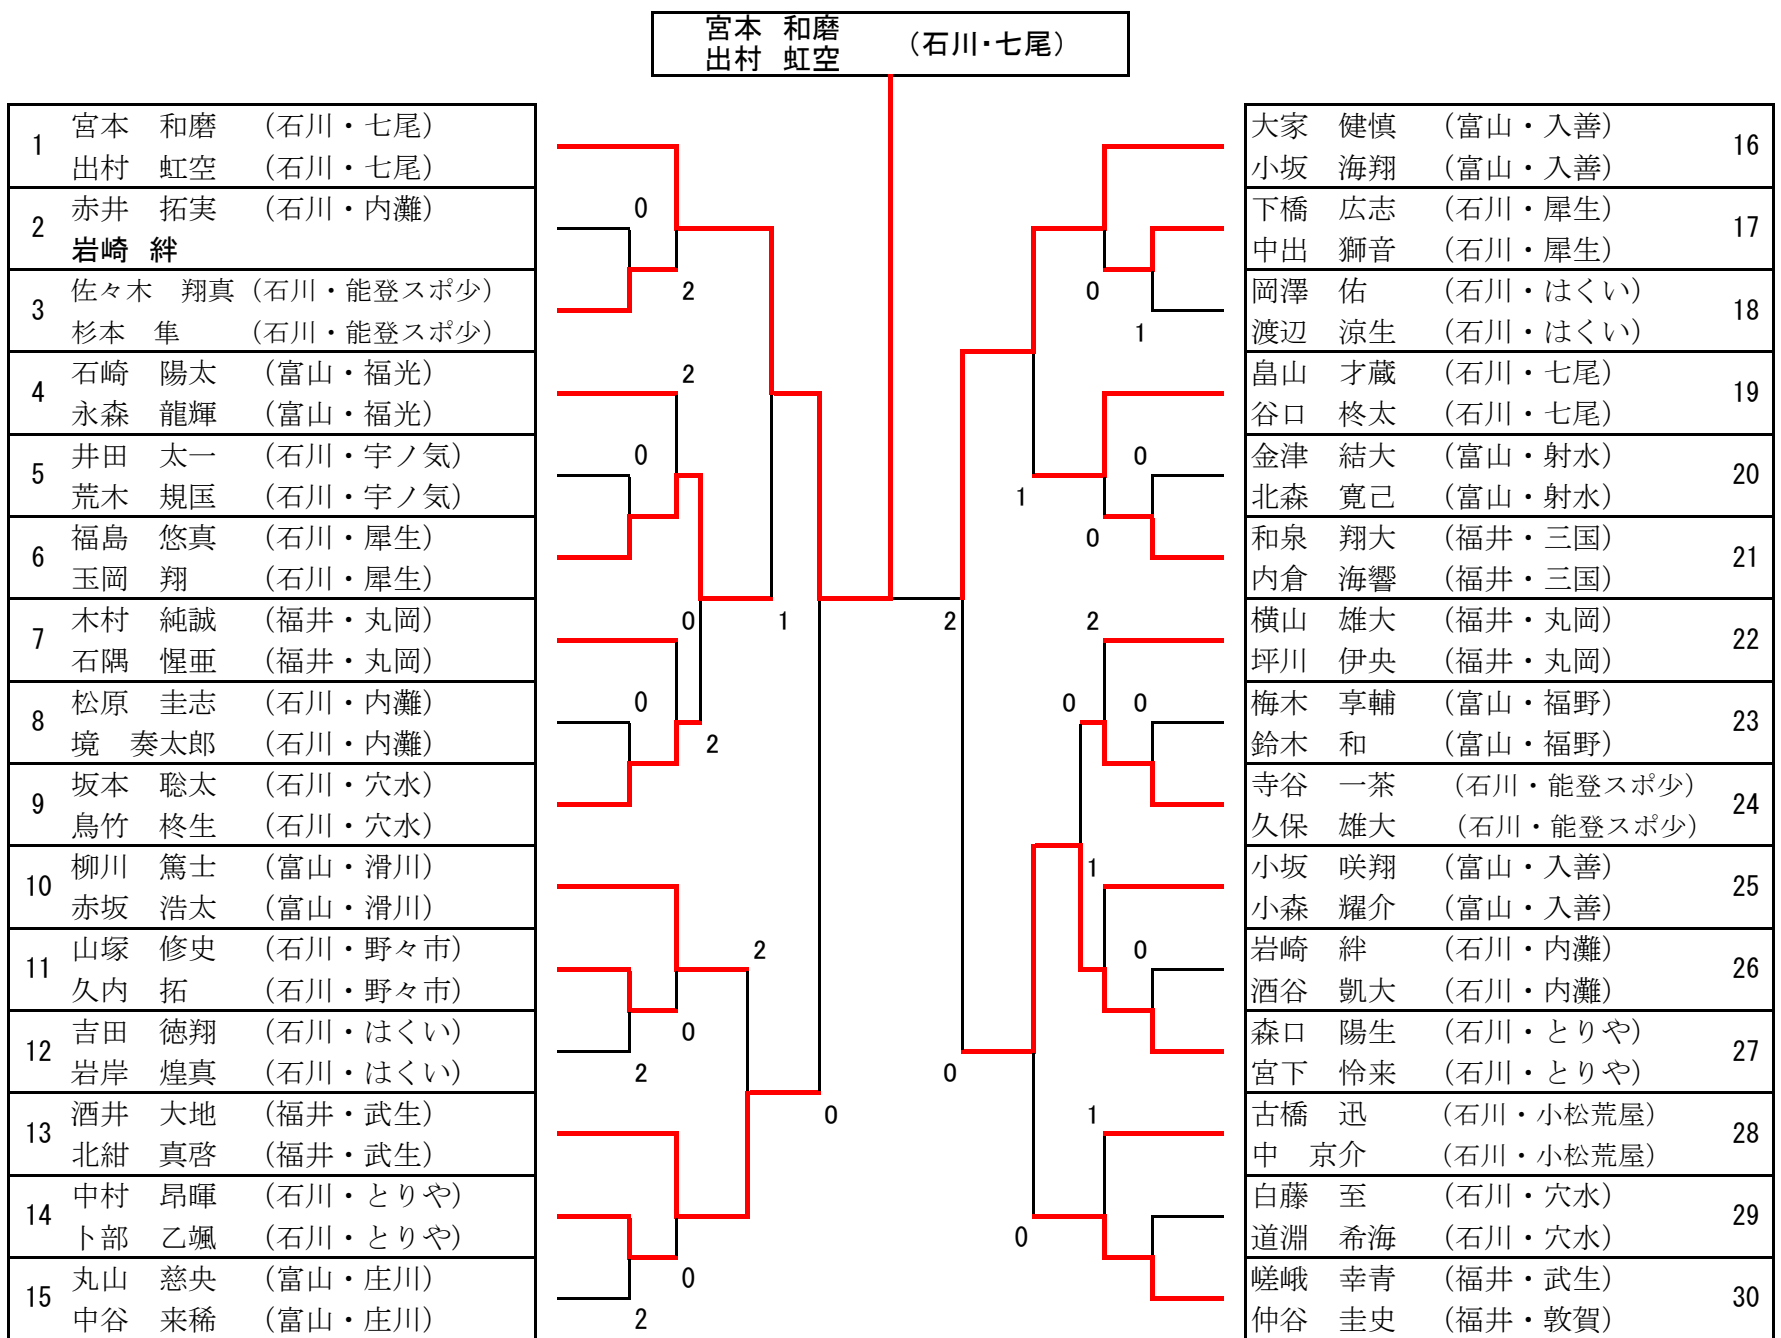 宮本 和磨
出村 虹空 (石川・七尾)
1 宮本 和磨 (石川・七尾)
出村 虹空 (石川・七尾)
2 赤井 拓実 (石川・内灘)
岩崎 絆
3 佐々木 翔真 (石川・能登スポ少)
杉本 隼 (石川・能登スポ少)
4 石崎 陽太 (富山・福光)
永森 龍輝 (富山・福光)
5 井田 太一 (石川・宇ノ気)
荒木 規匡 (石川・宇ノ気)
6 福島 悠真 (石川・犀生)
玉岡 翔 (石川・犀生)
7 木村 純誠 (福井・丸岡)
石隅 惺亜 (福井・丸岡)
8 松原 圭志 (石川・内灘)
境 奏太郎 (石川・内灘)
9 坂本 聡太 (石川・穴水)
鳥竹 柊生 (石川・穴水)
10 柳川 篤士 (富山・滑川)
赤坂 浩太 (富山・滑川)
11 山塚 修史 (石川・野々市)
久内 拓 (石川・野々市)
12 吉田 徳翔 (石川・はくい)
岩岸 煌真 (石川・はくい)
13 酒井 大地 (福井・武生)
北紺 真啓 (福井・武生)
14 中村 昂暉 (石川・とりや)
卜部 乙颯 (石川・とりや)
15 丸山 慈央 (富山・庄川)
中谷 来稀 (富山・庄川)
0
2
2
0
0
1
0
2
2
0
2
0
0
2
2
0
0
1
0
1
0
2
0
0
1
0
0
1
0
大家 健慎 (富山・入善) 16
小坂 海翔 (富山・入善)
下橋 広志 (石川・犀生) 17
中出 獅音 (石川・犀生)
岡澤 佑 (石川・はくい) 18
渡辺 涼生 (石川・はくい)
畠山 才蔵 (石川・七尾) 19
谷口 柊太 (石川・七尾)
金津 結大 (富山・射水) 20
北森 寛己 (富山・射水)
和泉 翔大 (福井・三国) 21
内倉 海響 (福井・三国)
横山 雄大 (福井・丸岡) 22
坪川 伊央 (福井・丸岡)
梅木 享輔 (富山・福野) 23
鈴木 和 (富山・福野)
寺谷 一茶 (石川・能登スポ少) 24
久保 雄大 (石川・能登スポ少)
小坂 咲翔 (富山・入善) 25
小森 耀介 (富山・入善)
岩崎 絆 (石川・内灘) 26
酒谷 凱大 (石川・内灘)
森口 陽生 (石川・とりや) 27
宮下 怜来 (石川・とりや)
古橋 迅 (石川・小松荒屋) 28
中 京介 (石川・小松荒屋)
白藤 至 (石川・穴水) 29
道淵 希海 (石川・穴水)
嵯峨 幸青 (福井・武生) 30
仲谷 圭史 (福井・敦賀)